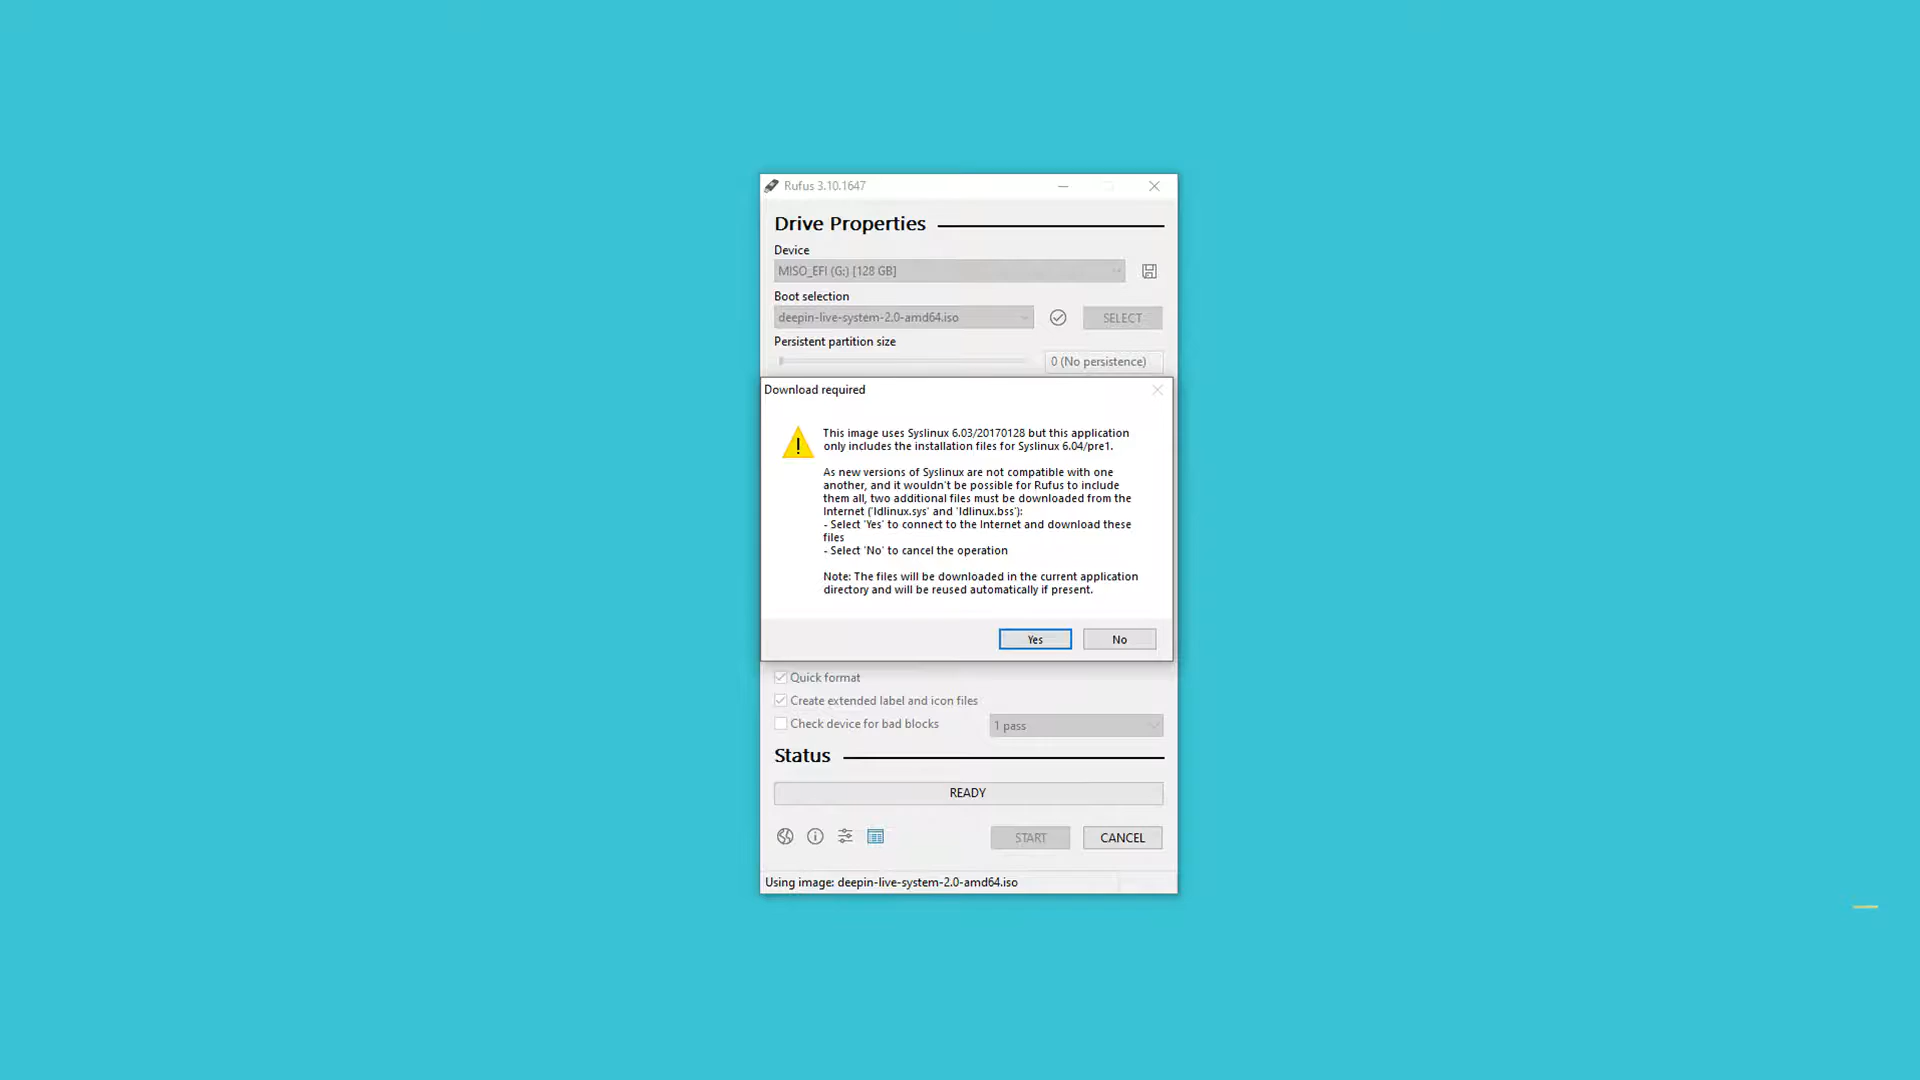 Rufus 3.10.1647
Drive Properties
Device
MISO_EFI (G:) [128 GB]
Boot selection
deepin-live-system-2.0-amd64.iso
SELECT
Persistent partition size
0 (No persistence)
Download required
This image uses Syslinux 6.03/20170128 but this application
only includes the installation files for Syslinux 6.04/pre1.
As new versions of Syslinux are not compatible with one
another, and it wouldn't be possible for Rufus to include
them all, two additional files must be downloaded from the
Internet ('ldlinux.sys' and 'ldlinux.bss'):
- Select 'Yes' to connect to the Internet and download these
files
- Select 'No' to cancel the operation
Note: The files will be downloaded in the current application
directory and will be reused automatically if present.
Yes
No
Quick format
Create extended label and icon files
Check device for bad blocks
1 pass
Status
READY
START
CANCEL
Using image: deepin-live-system-2.0-amd64.iso